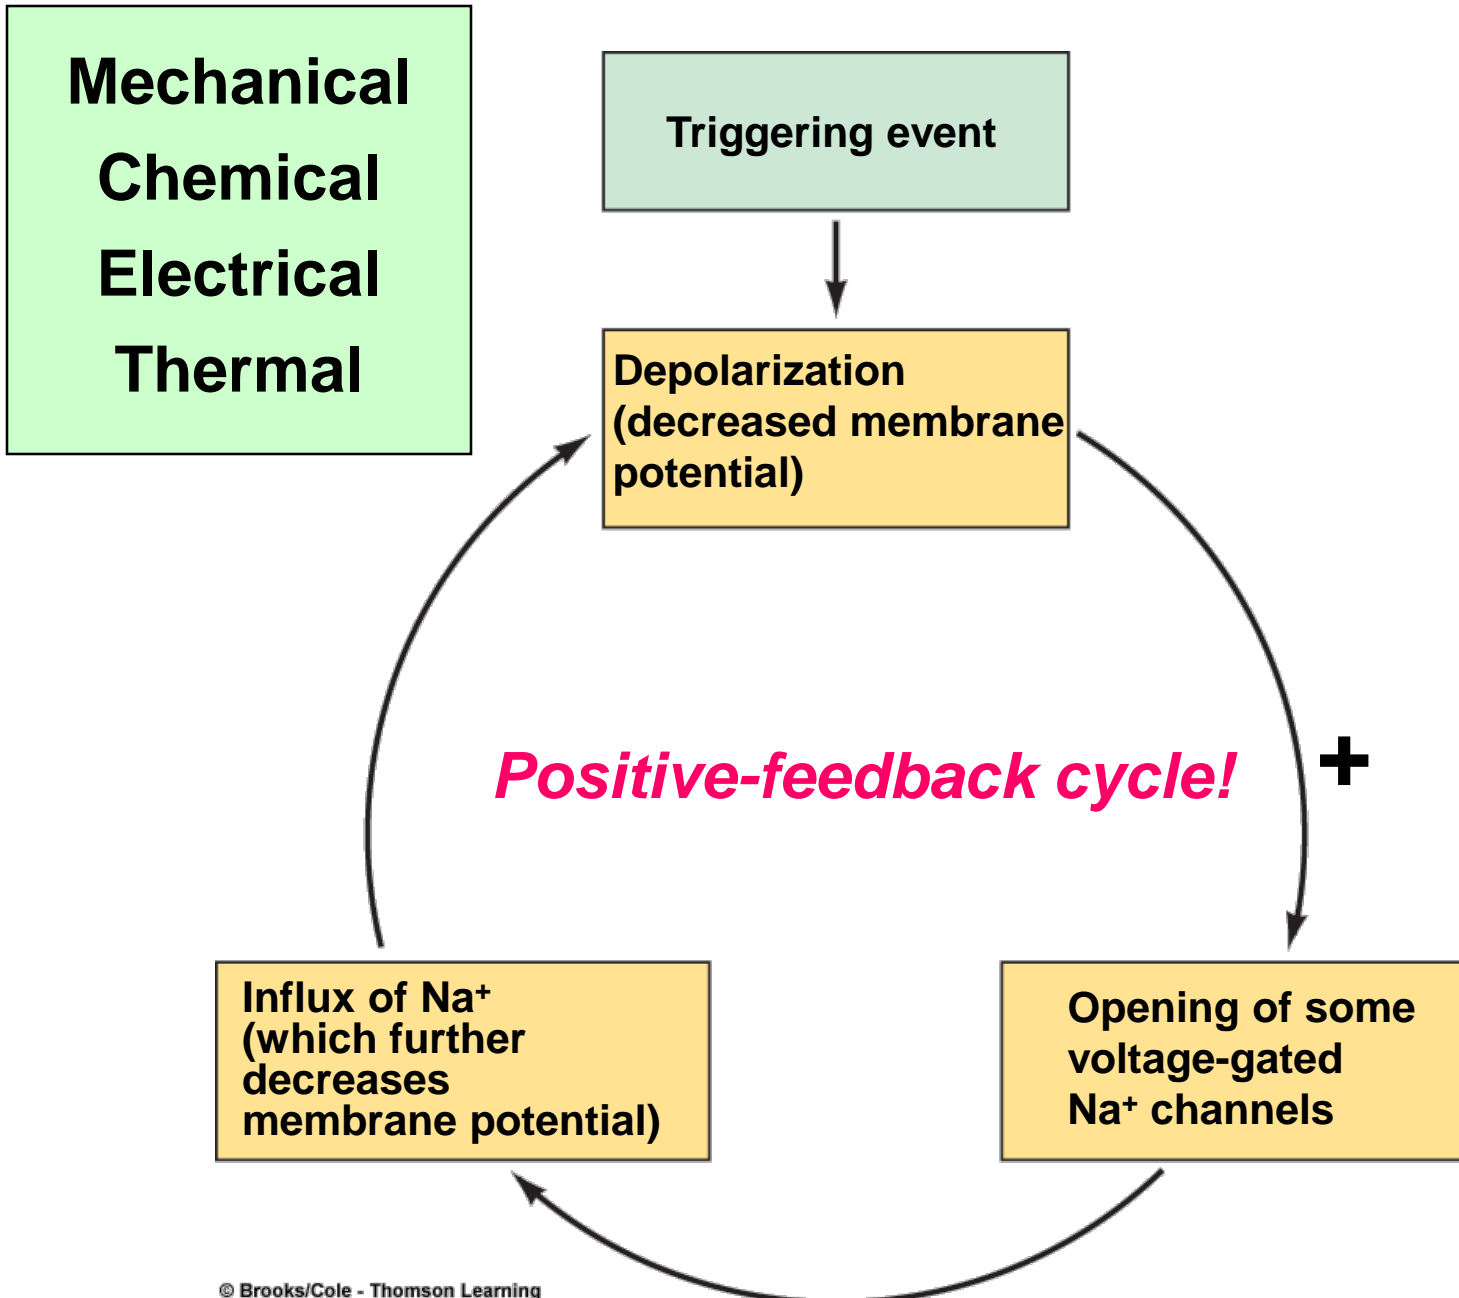 Mechanical
Chemical
Electrical
Thermal
Triggering event
Depolarization
(decreased membrane
potential)
Positive-feedback cycle!
+
Influx of Na⁺
(which further
decreases
membrane potential)
Opening of some
voltage-gated
Na⁺ channels
© Brooks/Cole - Thomson Learning